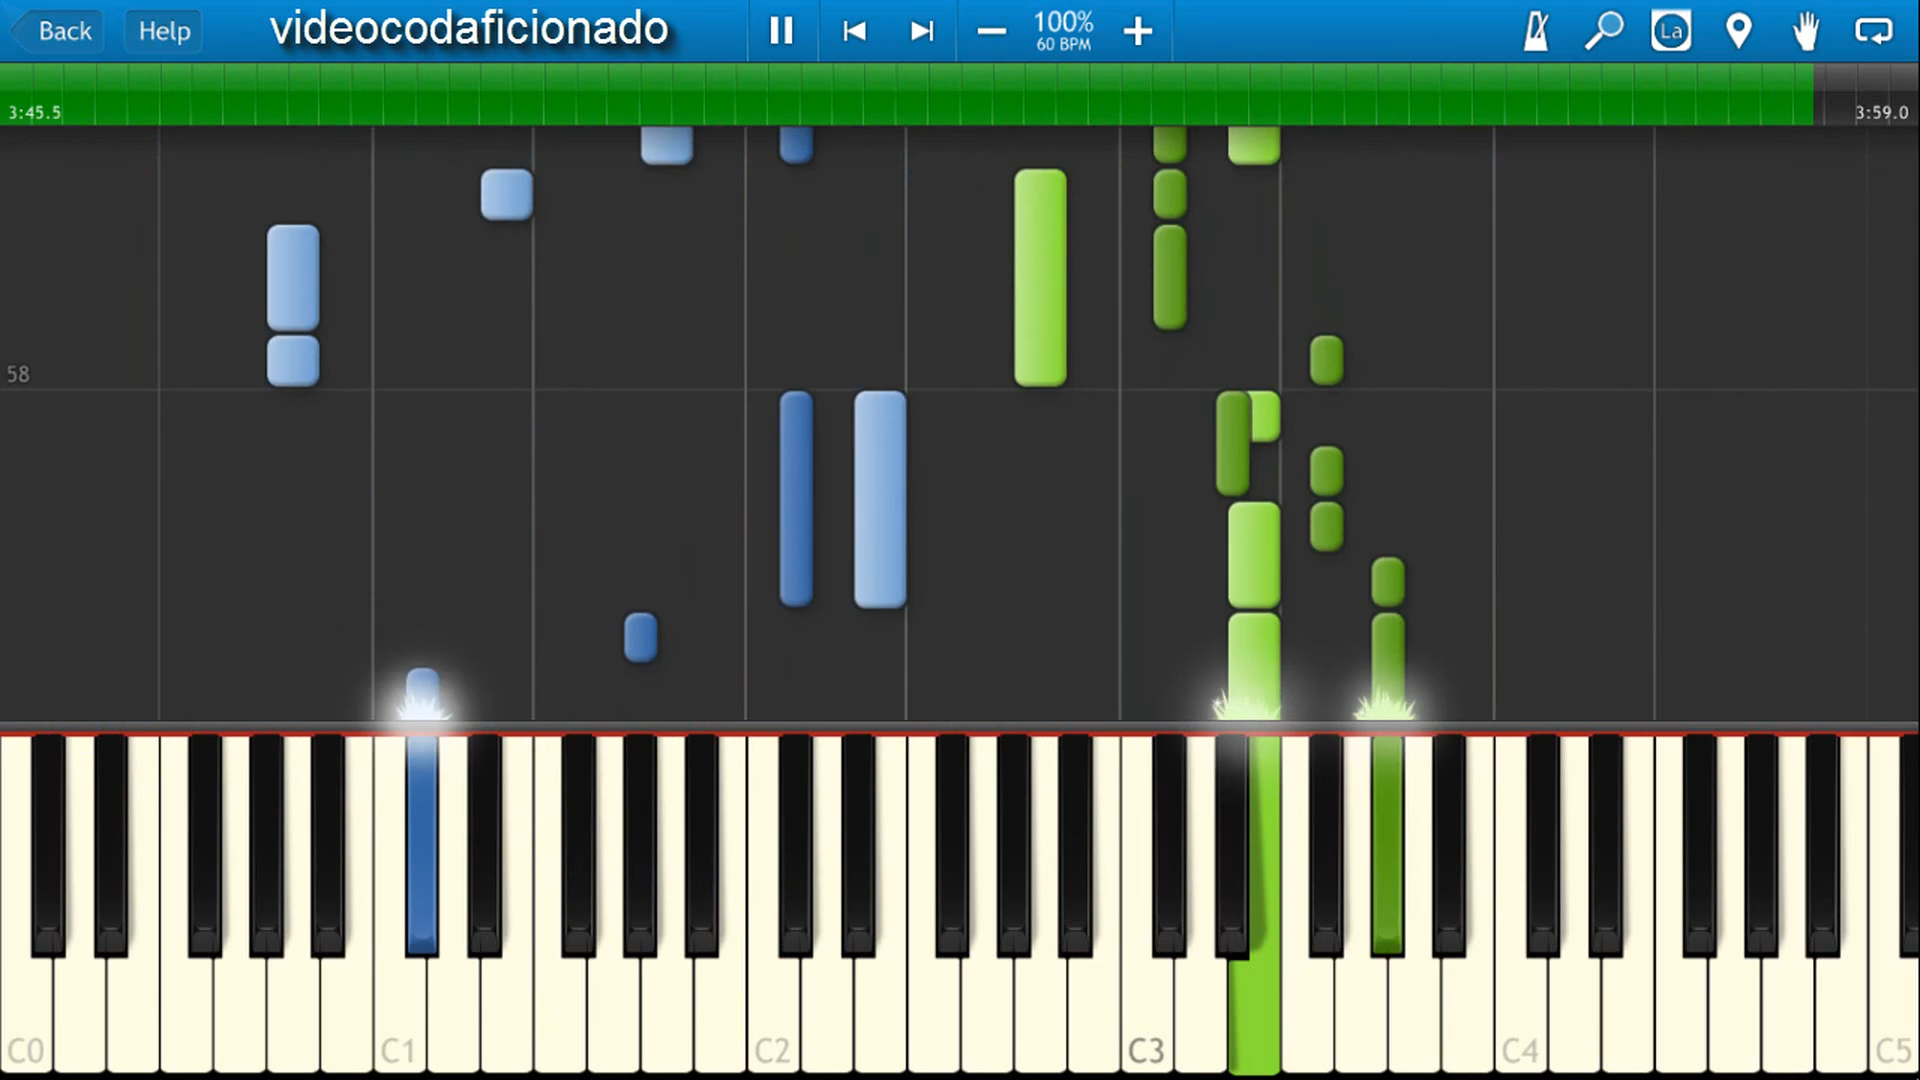 Back
Help
videocodaficionado
100%
60 BPM
La
3:45.5
3:59.0
58
C0
C1
C2
C3
C4
C5